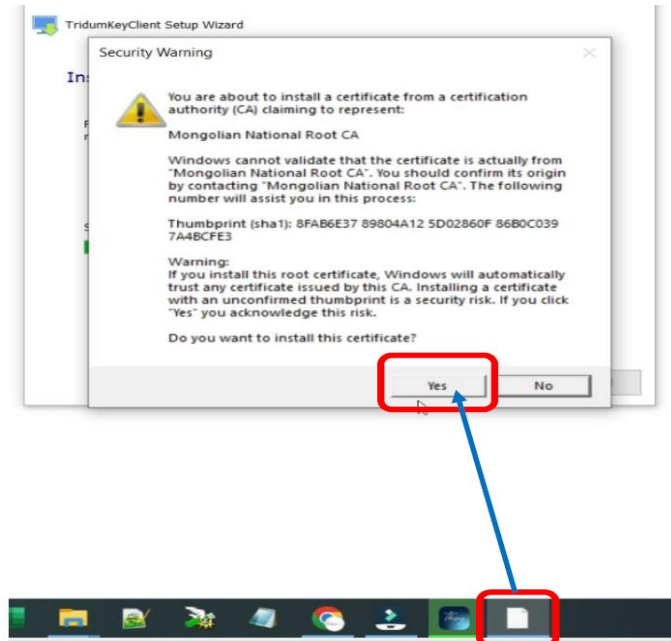 TridumKeyClient Setup Wizard
Security Warning
In
You are about to install a certificate from a certification
authority (CA) claiming to represent:
Mongolian National Root CA
Windows cannot validate that the certificate is actually from
"Mongolian National Root CA". You should confirm its origin
by contacting "Mongolian National Root CA". The following
number will assist you in this process:
Thumbprint (sha1): 8FAB6E37 89804A12 5D02860F 86B0C039
7A4BCFE3
Warning:
If you install this root certificate, Windows will automatically
trust any certificate issued by this CA. Installing a certificate
with an unconfirmed thumbprint is a security risk. If you click
"Yes" you acknowledge this risk.
Do you want to install this certificate?
Yes
No